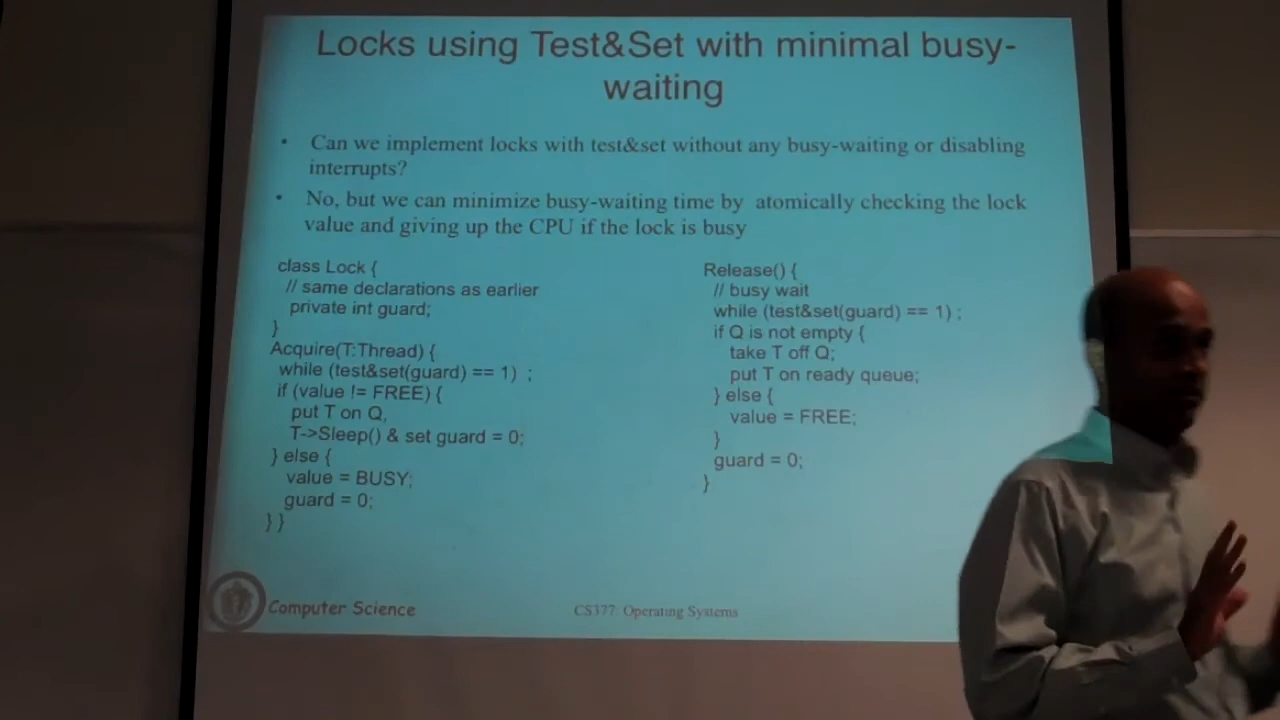 Locks using Test&Set with minimal busy-
waiting
• Can we implement locks with test&set without any busy-waiting or disabling
interrupts?
• No, but we can minimize busy-waiting time by atomically checking the lock
value and giving up the CPU if the lock is busy
class Lock {
// same declarations as earlier
private int guard;
}
Acquire(T:Thread) {
while (test&set(guard) == 1) ;
if (value != FREE) {
put T on Q;
T->Sleep() & set guard = 0;
} else {
value = BUSY;
guard = 0;
} }
Release() {
// busy wait
while (test&set(guard) == 1) ;
if Q is not empty {
take T off Q;
put T on ready queue;
} else {
value = FREE;
}
guard = 0;
}
Computer Science
CS377: Operating Systems